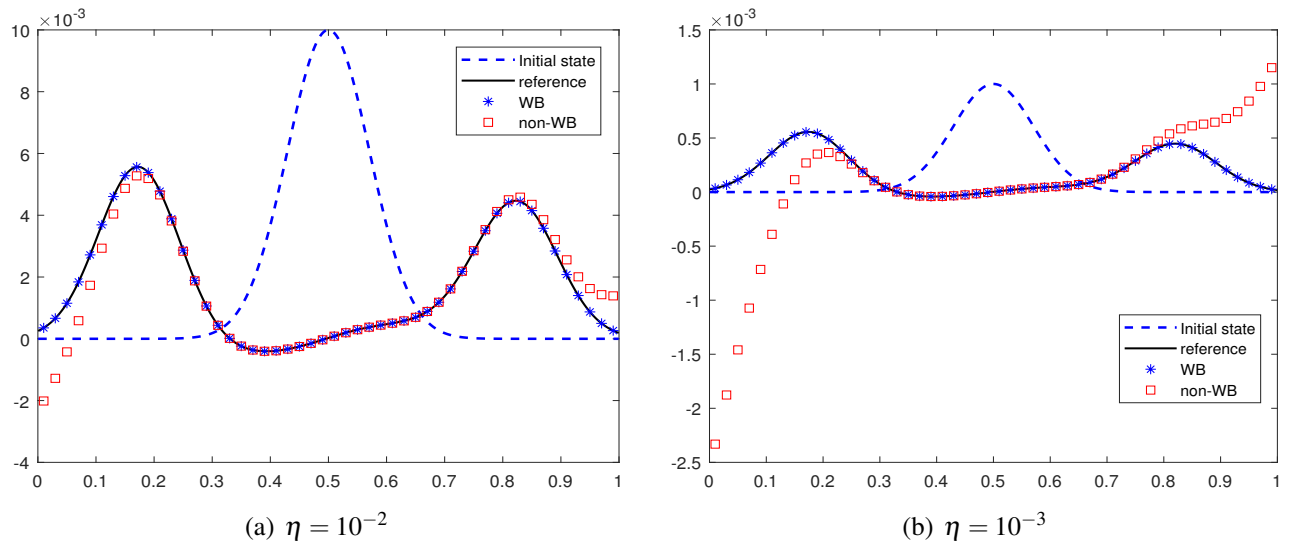 ×10⁻³
10
8
6
4
2
0
-2
-4
0 0.1 0.2 0.3 0.4 0.5 0.6 0.7 0.8 0.9 1
Initial state
reference
WB
non-WB
(a) η = 10⁻²
×10⁻³
1.5
1
0.5
0
-0.5
-1
-1.5
-2
-2.5
0 0.1 0.2 0.3 0.4 0.5 0.6 0.7 0.8 0.9 1
Initial state
reference
WB
non-WB
(b) η = 10⁻³